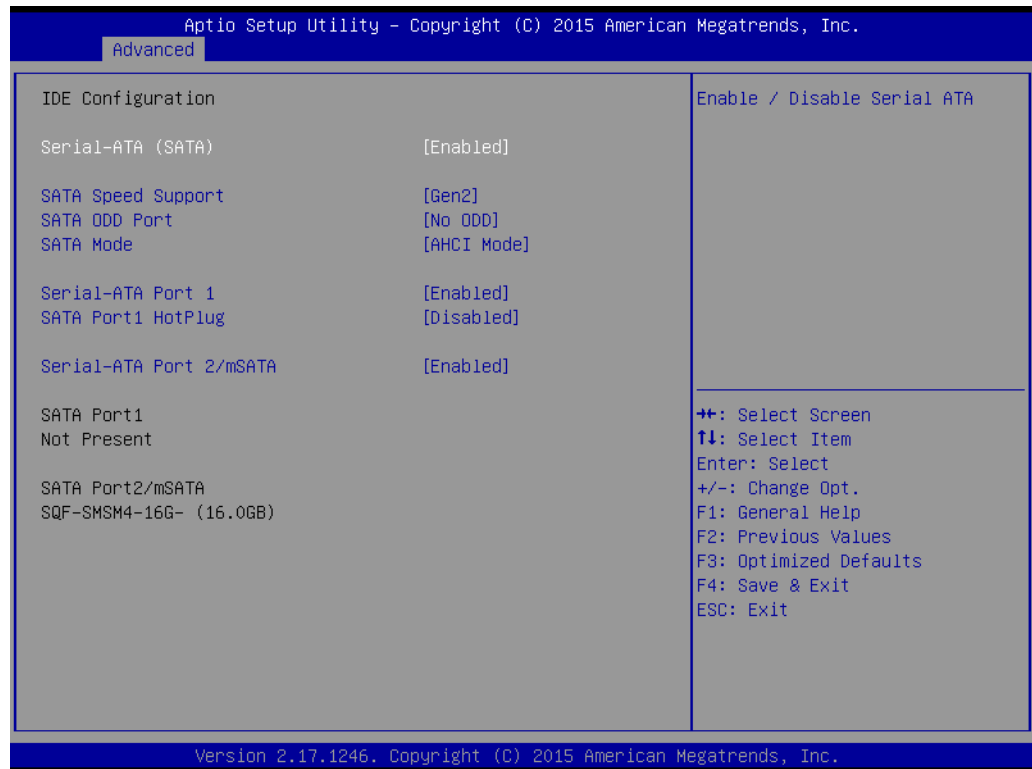 Aptio Setup Utility – Copyright (C) 2015 American Megatrends, Inc.
Advanced
IDE Configuration
Serial-ATA (SATA) [Enabled]
SATA Speed Support [Gen2]
SATA ODD Port [No ODD]
SATA Mode [AHCI Mode]
Serial-ATA Port 1 [Enabled]
SATA Port1 HotPlug [Disabled]
Serial-ATA Port 2/mSATA [Enabled]
SATA Port1
Not Present
SATA Port2/mSATA
SQF-SMSM4-16G- (16.0GB)
Enable / Disable Serial ATA
→←: Select Screen
↑↓: Select Item
Enter: Select
+/-: Change Opt.
F1: General Help
F2: Previous Values
F3: Optimized Defaults
F4: Save & Exit
ESC: Exit
Version 2.17.1246. Copyright (C) 2015 American Megatrends, Inc.